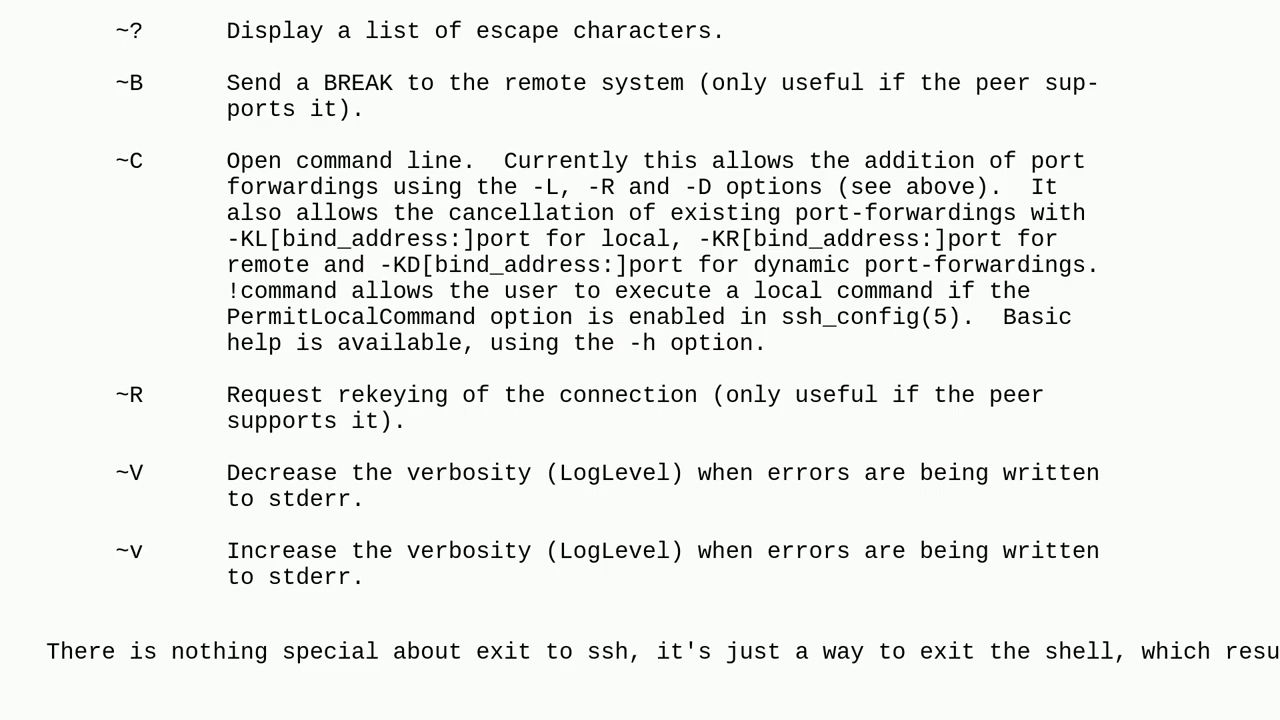 ~?      Display a list of escape characters.
~B      Send a BREAK to the remote system (only useful if the peer sup-
ports it).
~C      Open command line.  Currently this allows the addition of port
forwardings using the -L, -R and -D options (see above).  It
also allows the cancellation of existing port-forwardings with
-KL[bind_address:]port for local, -KR[bind_address:]port for
remote and -KD[bind_address:]port for dynamic port-forwardings.
!command allows the user to execute a local command if the
PermitLocalCommand option is enabled in ssh_config(5).  Basic
help is available, using the -h option.
~R      Request rekeying of the connection (only useful if the peer
supports it).
~V      Decrease the verbosity (LogLevel) when errors are being written
to stderr.
~v      Increase the verbosity (LogLevel) when errors are being written
to stderr.
There is nothing special about exit to ssh, it's just a way to exit the shell, which resu